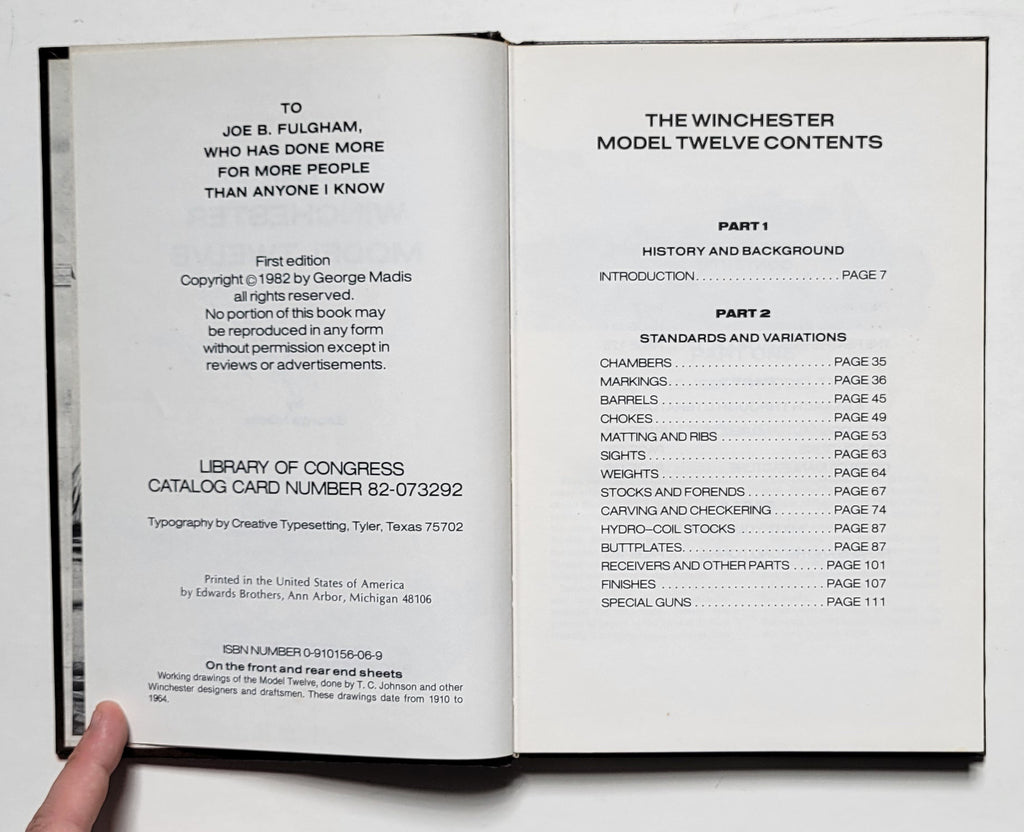 TO
JOE B. FULGHAM,
WHO HAS DONE MORE
FOR MORE PEOPLE
THAN ANYONE I KNOW
First edition
Copyright © 1982 by George Madis
all rights reserved.
No portion of this book may
be reproduced in any form
without permission except in
reviews or advertisements.
LIBRARY OF CONGRESS
CATALOG CARD NUMBER 82-073292
Typography by Creative Typesetting, Tyler, Texas 75702
Printed in the United States of America
by Edwards Brothers, Ann Arbor, Michigan 48106
ISBN NUMBER 0-910156-06-9
On the front and rear end sheets
Working drawings of the Model Twelve, done by T. C. Johnson and other
Winchester designers and draftsmen. These drawings date from 1910 to
1964.
THE WINCHESTER
MODEL TWELVE CONTENTS
PART 1
HISTORY AND BACKGROUND
INTRODUCTION. . . . . . . . . . . . . . . . . . . . . . PAGE 7
PART 2
STANDARDS AND VARIATIONS
CHAMBERS . . . . . . . . . . . . . . . . . . . . . . . . PAGE 35
MARKINGS. . . . . . . . . . . . . . . . . . . . . . . . . PAGE 36
BARRELS . . . . . . . . . . . . . . . . . . . . . . . . . . PAGE 45
CHOKES . . . . . . . . . . . . . . . . . . . . . . . . . . . PAGE 49
MATTING AND RIBS . . . . . . . . . . . . . . . . . PAGE 53
SIGHTS . . . . . . . . . . . . . . . . . . . . . . . . . . . . PAGE 63
WEIGHTS . . . . . . . . . . . . . . . . . . . . . . . . . . PAGE 64
STOCKS AND FORENDS . . . . . . . . . . . . . PAGE 67
CARVING AND CHECKERING . . . . . . . . . PAGE 74
HYDRO–COIL STOCKS . . . . . . . . . . . . . . PAGE 87
BUTTPLATES. . . . . . . . . . . . . . . . . . . . . . . PAGE 87
RECEIVERS AND OTHER PARTS . . . . . PAGE 101
FINISHES . . . . . . . . . . . . . . . . . . . . . . . . . PAGE 107
SPECIAL GUNS . . . . . . . . . . . . . . . . . . . . PAGE 111